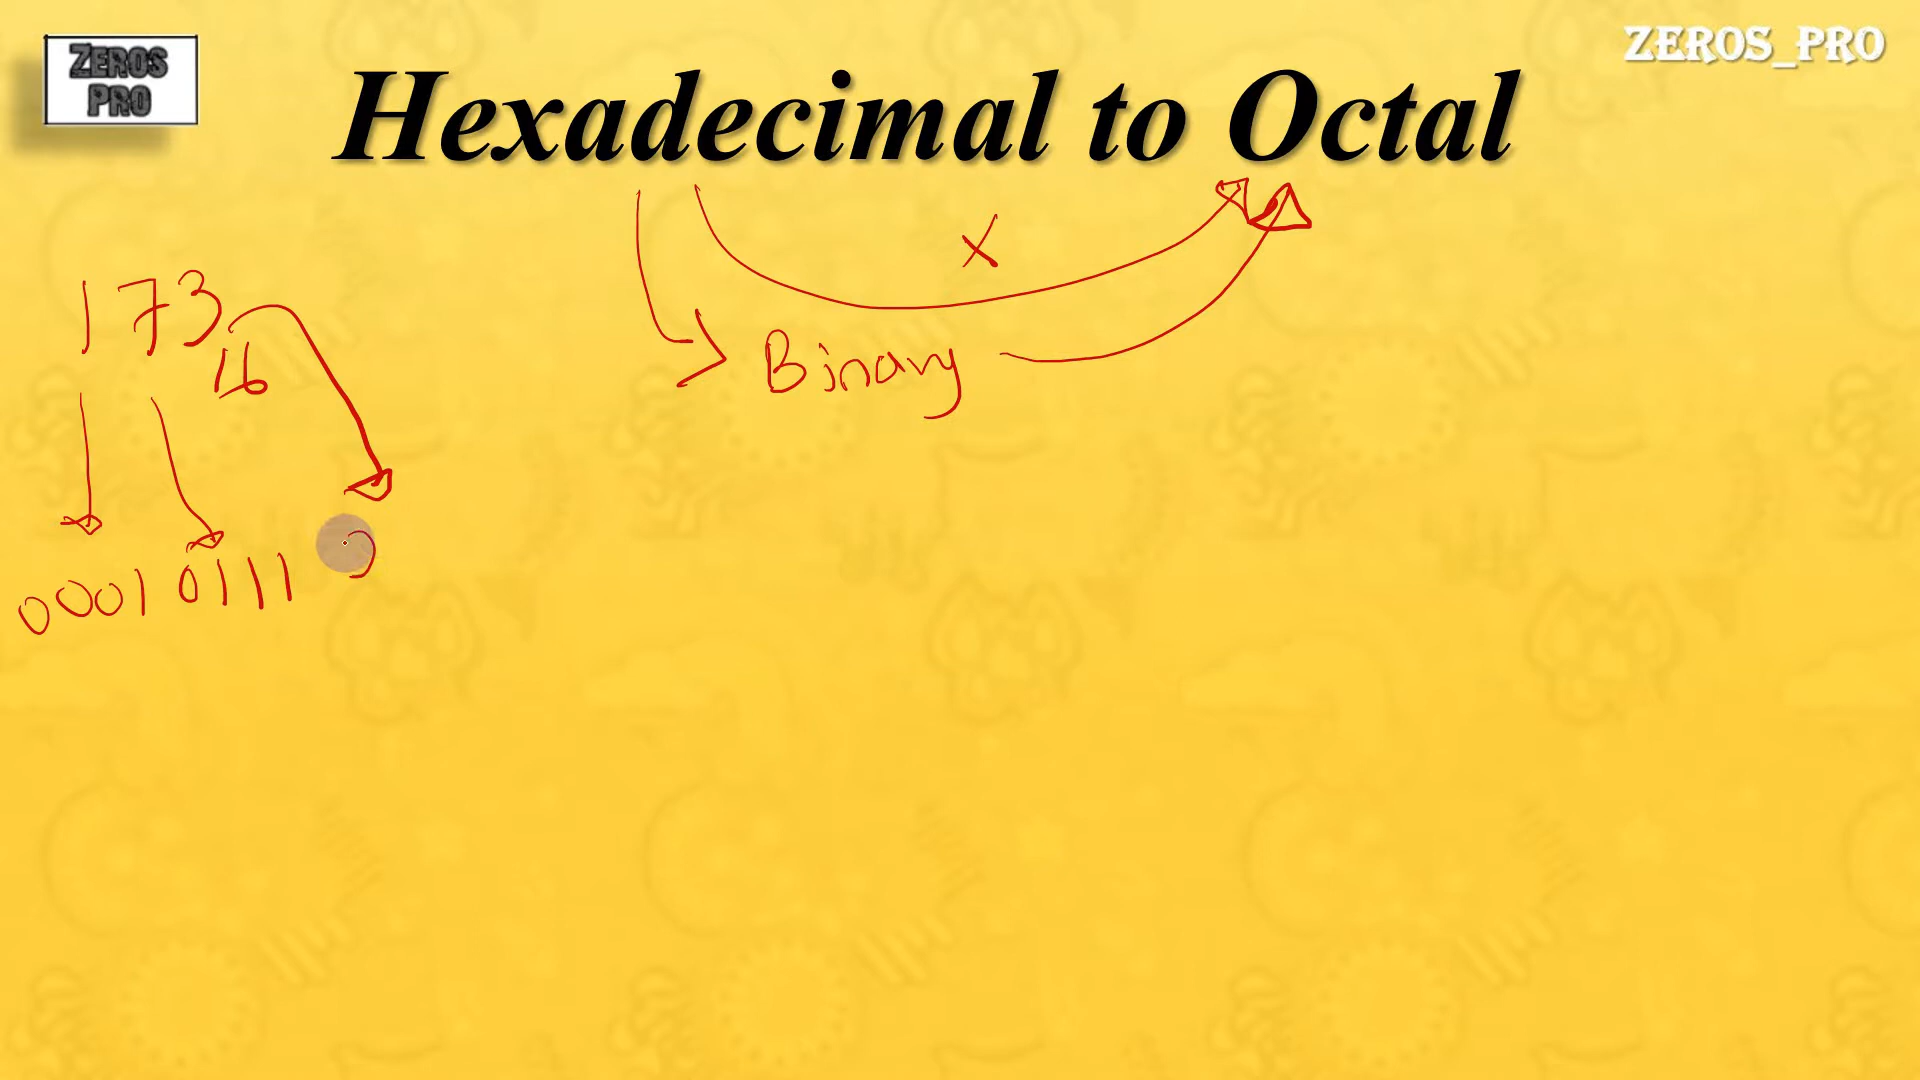 ZEROS
PRO
ZEROS_PRO
Hexadecimal to Octal
X
173
16
Binary
0001 0111